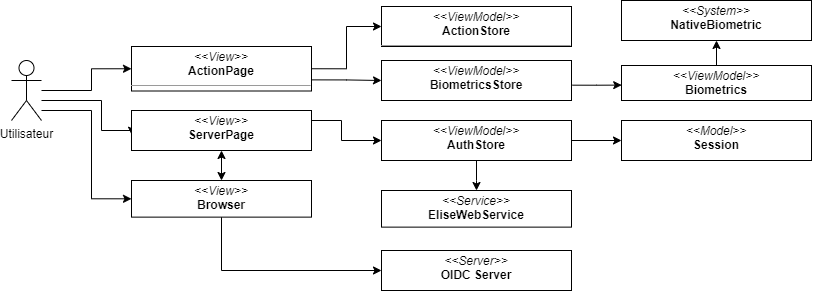 <<ViewModel>>
ActionStore
<<System>>
NativeBiometric
<<View>>
ActionPage
<<ViewModel>>
BiometricsStore
<<ViewModel>>
Biometrics
Utilisateur
<<View>>
ServerPage
<<ViewModel>>
AuthStore
<<Model>>
Session
<<View>>
Browser
<<Service>>
EliseWebService
<<Server>>
OIDC Server